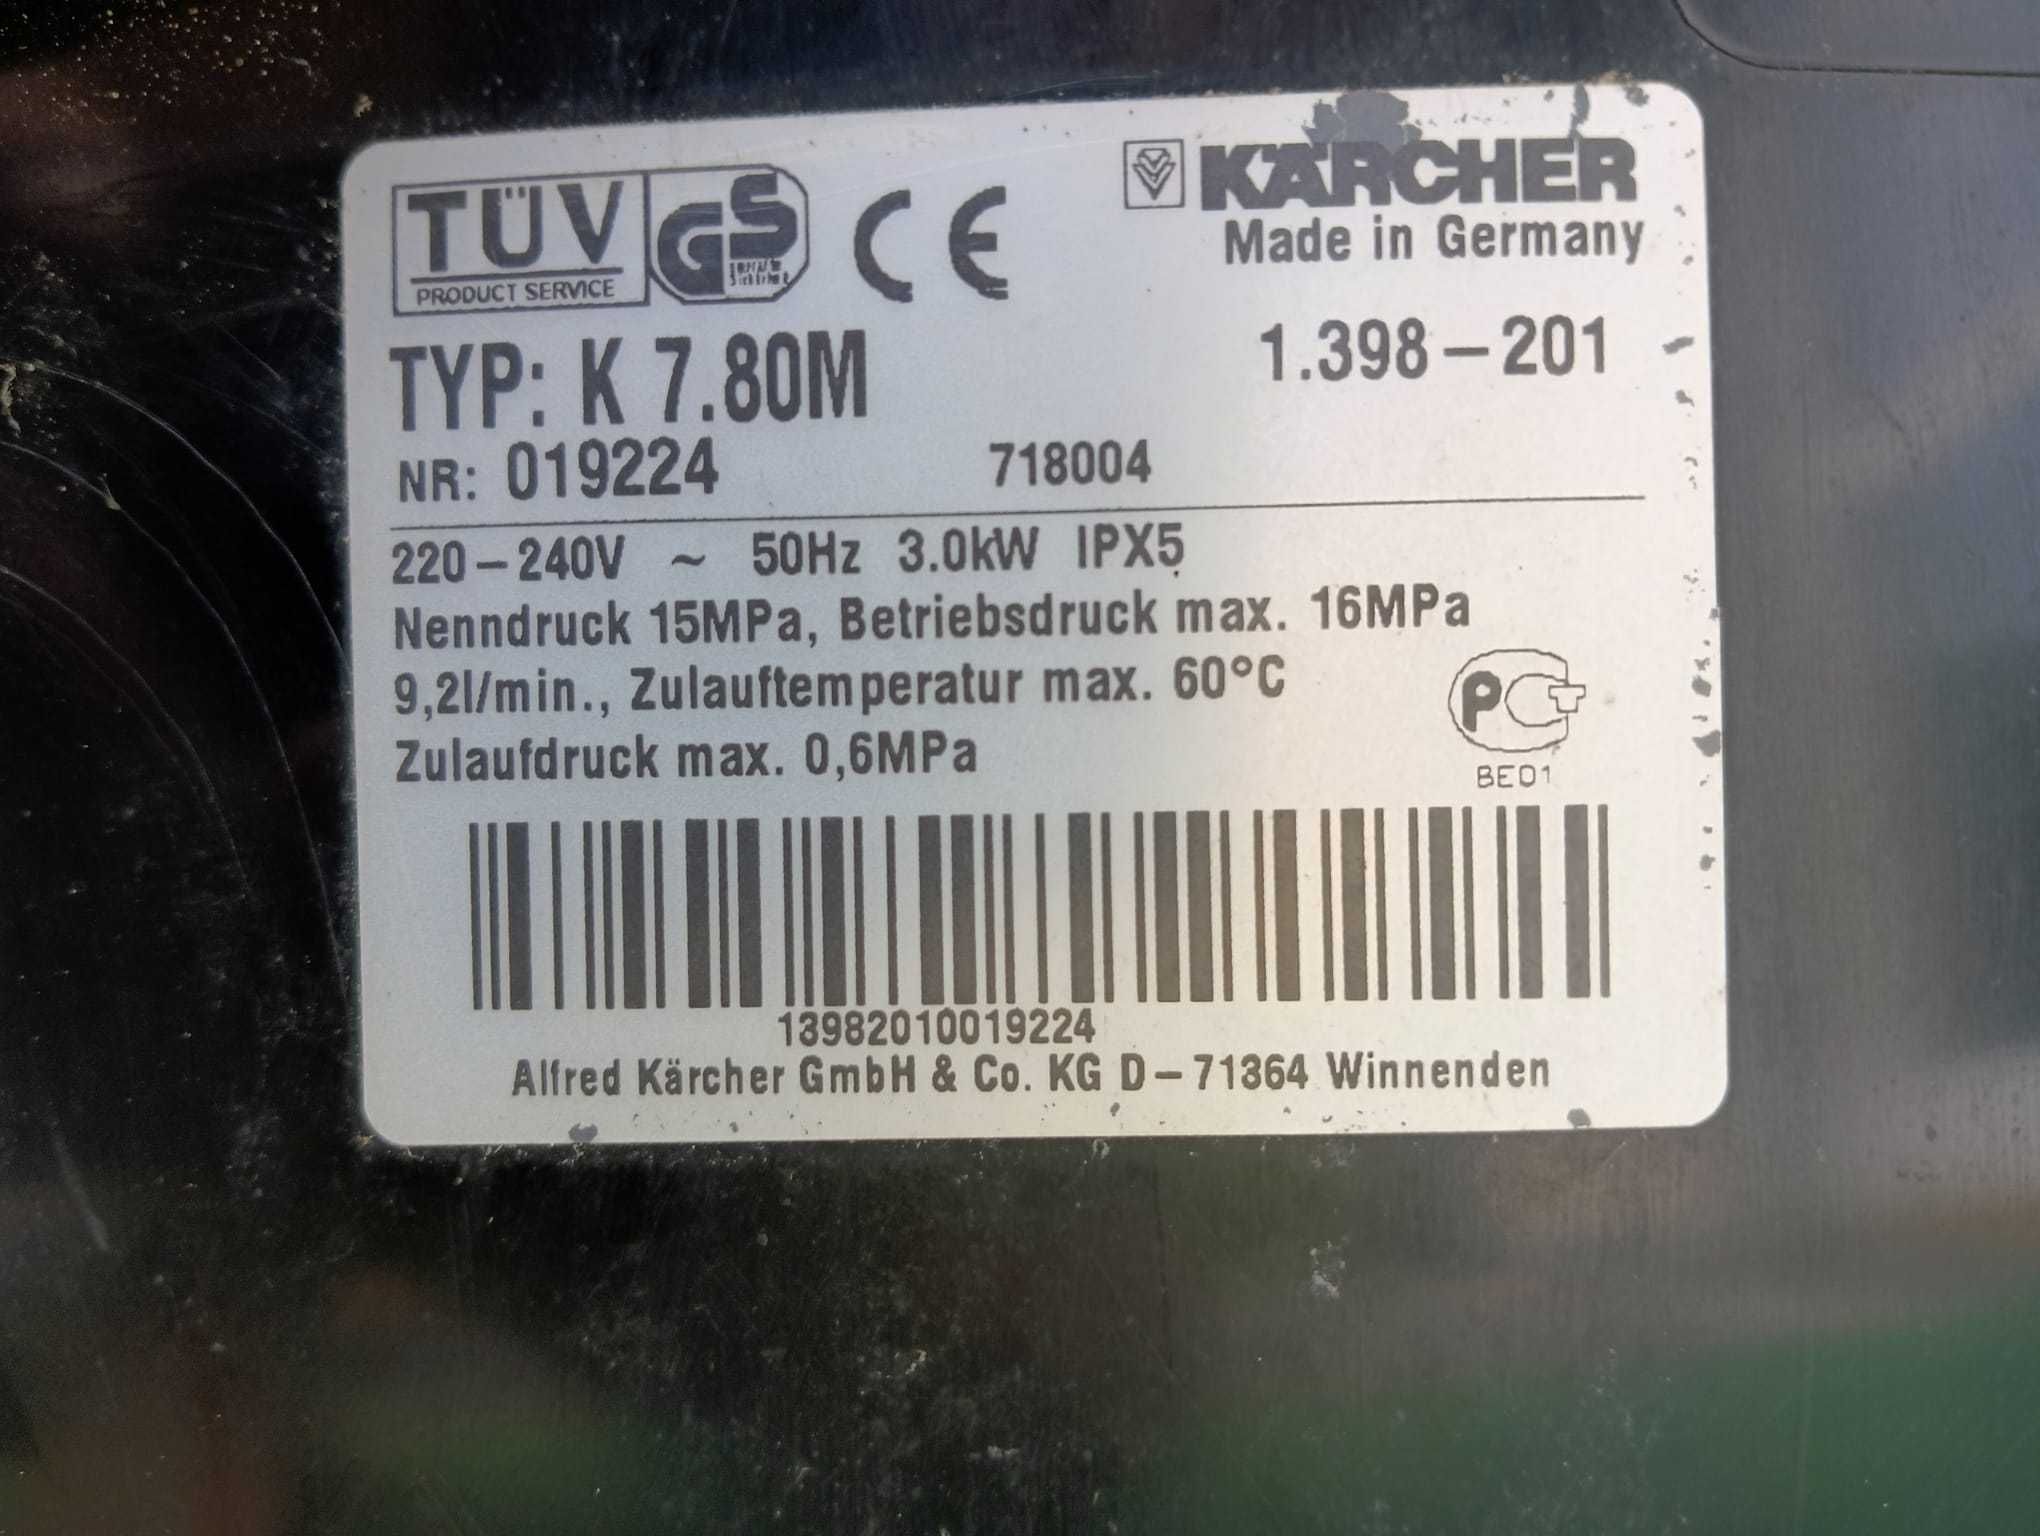 TÜV
PRODUCT SERVICE
GS
CE
KÄRCHER
Made in Germany
TYP: K 7.80M
1.398-201
NR: 019224 718004
220-240V ~ 50Hz 3.0kW IPX5
Nenndruck 15MPa, Betriebsdruck max. 16MPa
9,2l/min., Zulauftemperatur max. 60°C
Zulaufdruck max. 0,6MPa
BE01
13982010019224
Alfred Kärcher GmbH & Co. KG D-71364 Winnenden